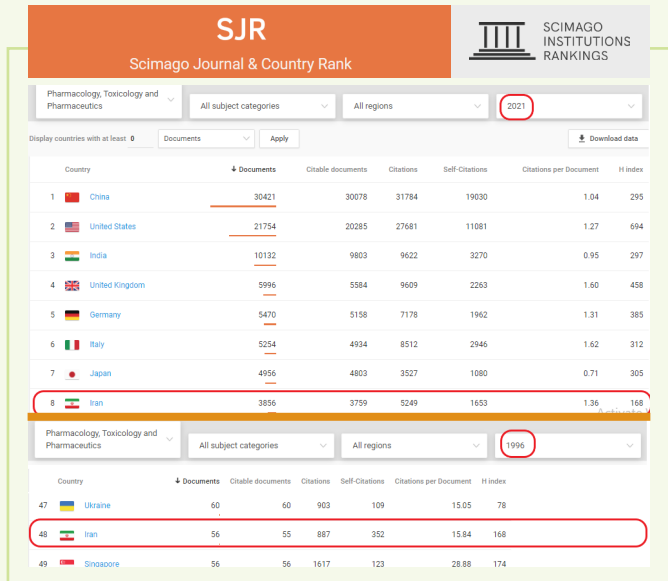 SJR
Scimago Journal & Country Rank
SCIMAGO
INSTITUTIONS
RANKINGS
Pharmacology, Toxicology and
Pharmaceutics
All subject categories
All regions
2021
Display countries with at least 0 Documents Apply Download data
Country Documents Citable documents Citations Self-Citations Citations per Document H index
1 China 30421 30078 31784 19030 1.04 295
2 United States 21754 20285 27681 11081 1.27 694
3 India 10132 9803 9622 3270 0.95 297
4 United Kingdom 5996 5584 9609 2263 1.60 458
5 Germany 5470 5158 7178 1962 1.31 385
6 Italy 5254 4934 8512 2946 1.62 312
7 Japan 4956 4803 3527 1080 0.71 305
8 Iran 3856 3759 5249 1653 1.36 168
Pharmacology, Toxicology and
Pharmaceutics
All subject categories
All regions
1996
Country Documents Citable documents Citations Self-Citations Citations per Document H index
47 Ukraine 60 60 903 109 15.05 78
48 Iran 56 55 887 352 15.84 168
49 Singapore 56 56 1617 123 28.88 174